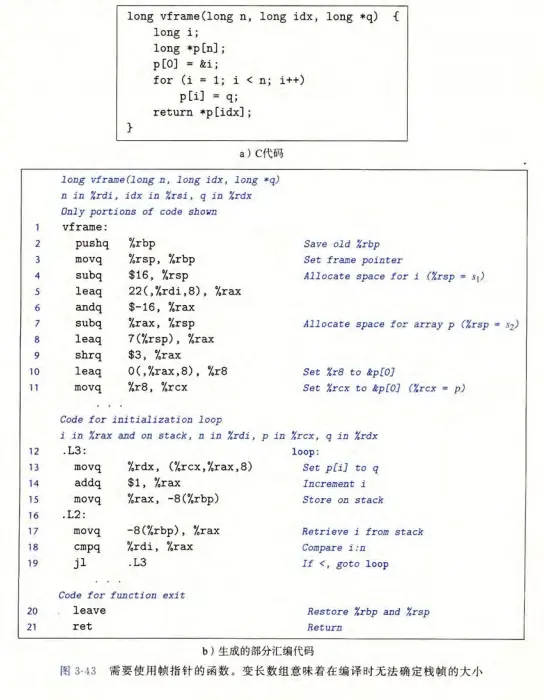 long vframe(long n, long idx, long *q)  {
    long i;
    long *p[n];
    p[0] = &i;
    for (i = 1; i < n; i++)
        p[i] = q;
    return *p[idx];
}
a）C代码
long vframe(long n, long idx, long *q)
n in %rdi, idx in %rsi, q in %rdx
Only portions of code shown
1 vframe:
2 pushq %rbp Save old %rbp
3 movq %rsp, %rbp Set frame pointer
4 subq $16, %rsp Allocate space for i (%rsp = s₁)
5 leaq 22(,%rdi,8), %rax
6 andq $-16, %rax
7 subq %rax, %rsp Allocate space for array p (%rsp = s₂)
8 leaq 7(%rsp), %rax
9 shrq $3, %rax
10 leaq 0(,%rax,8), %r8 Set %r8 to &p[0]
11 movq %r8, %rcx Set %rcx to &p[0] (%rcx = p)
. . .
Code for initialization loop
i in %rax and on stack, n in %rdi, p in %rcx, q in %rdx
12 .L3: loop:
13 movq %rdx, (%rcx,%rax,8) Set p[i] to q
14 addq $1, %rax Increment i
15 movq %rax, -8(%rbp) Store on stack
16 .L2:
17 movq -8(%rbp), %rax Retrieve i from stack
18 cmpq %rdi, %rax Compare i:n
19 jl .L3 If <, goto loop
. . .
Code for function exit
20 leave Restore %rbp and %rsp
21 ret Return
b）生成的部分汇编代码
图 3-43 需要使用帧指针的函数。变长数组意味着在编译时无法确定栈帧的大小